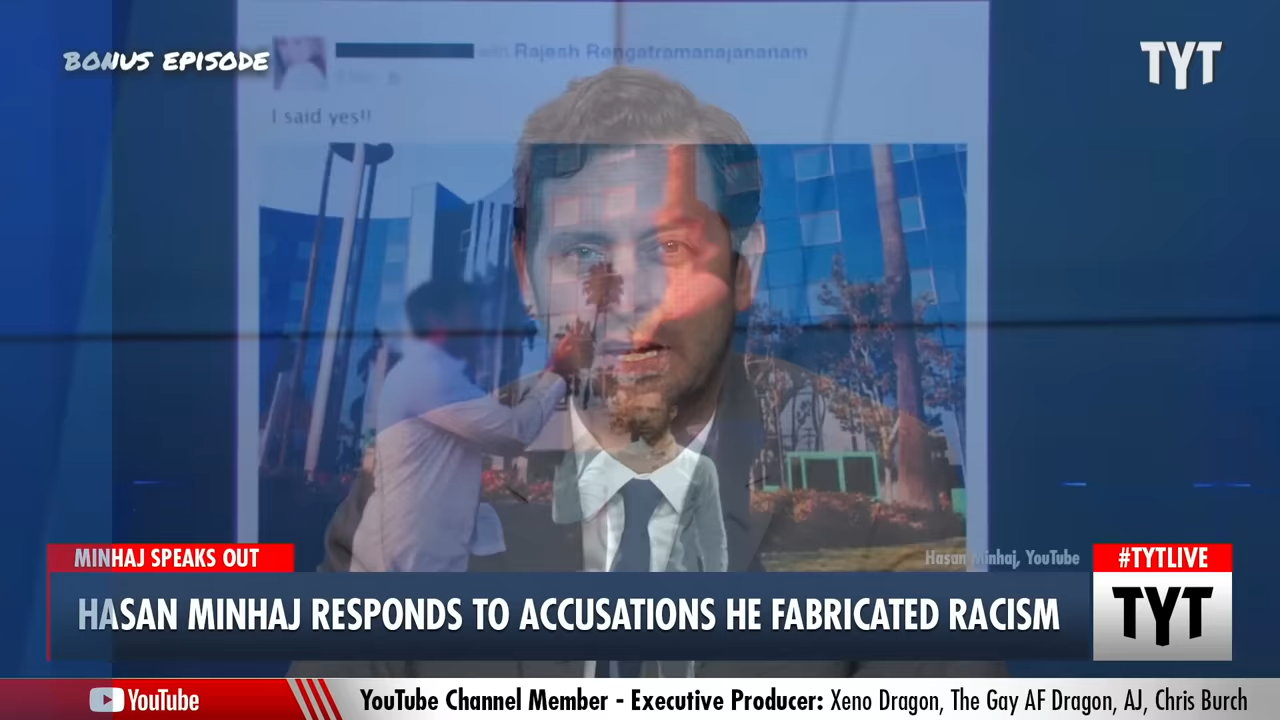 BONUS EPISODE
TYT
with Rajesh Rengatramanajananam
I said yes!!
MINHAJ SPEAKS OUT
Hasan Minhaj, YouTube
#TYTLIVE
HASAN MINHAJ RESPONDS TO ACCUSATIONS HE FABRICATED RACISM
TYT
YouTube
YouTube Channel Member - Executive Producer: Xeno Dragon, The Gay AF Dragon, AJ, Chris Burch